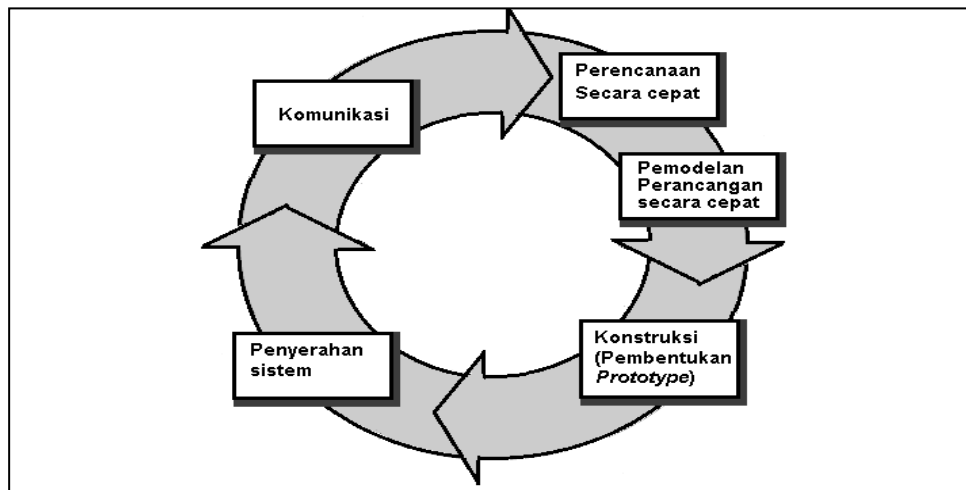 Komunikasi
Perencanaan
Secara cepat
Pemodelan
Perancangan
secara cepat
Konstruksi
(Pembentukan
Prototype)
Penyerahan
sistem